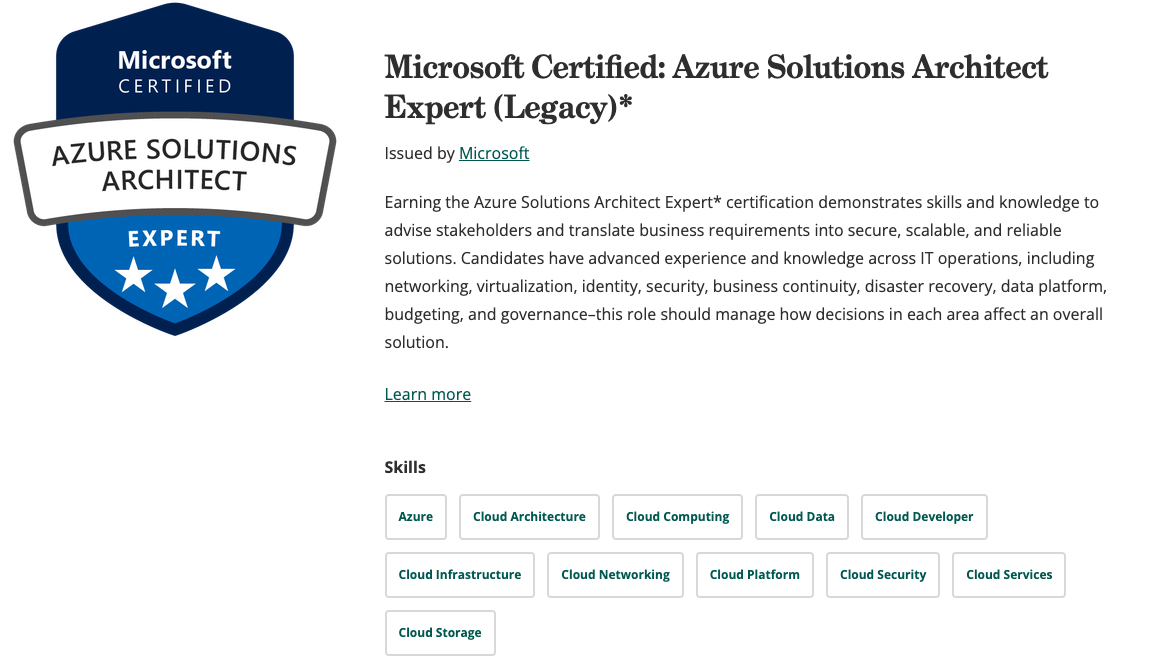 Microsoft
CERTIFIED
AZURE SOLUTIONS
ARCHITECT
EXPERT
Microsoft Certified: Azure Solutions Architect
Expert (Legacy)*
Issued by Microsoft
Earning the Azure Solutions Architect Expert* certification demonstrates skills and knowledge to
advise stakeholders and translate business requirements into secure, scalable, and reliable
solutions. Candidates have advanced experience and knowledge across IT operations, including
networking, virtualization, identity, security, business continuity, disaster recovery, data platform,
budgeting, and governance–this role should manage how decisions in each area affect an overall
solution.
Learn more
Skills
Azure Cloud Architecture Cloud Computing Cloud Data Cloud Developer
Cloud Infrastructure Cloud Networking Cloud Platform Cloud Security Cloud Services
Cloud Storage